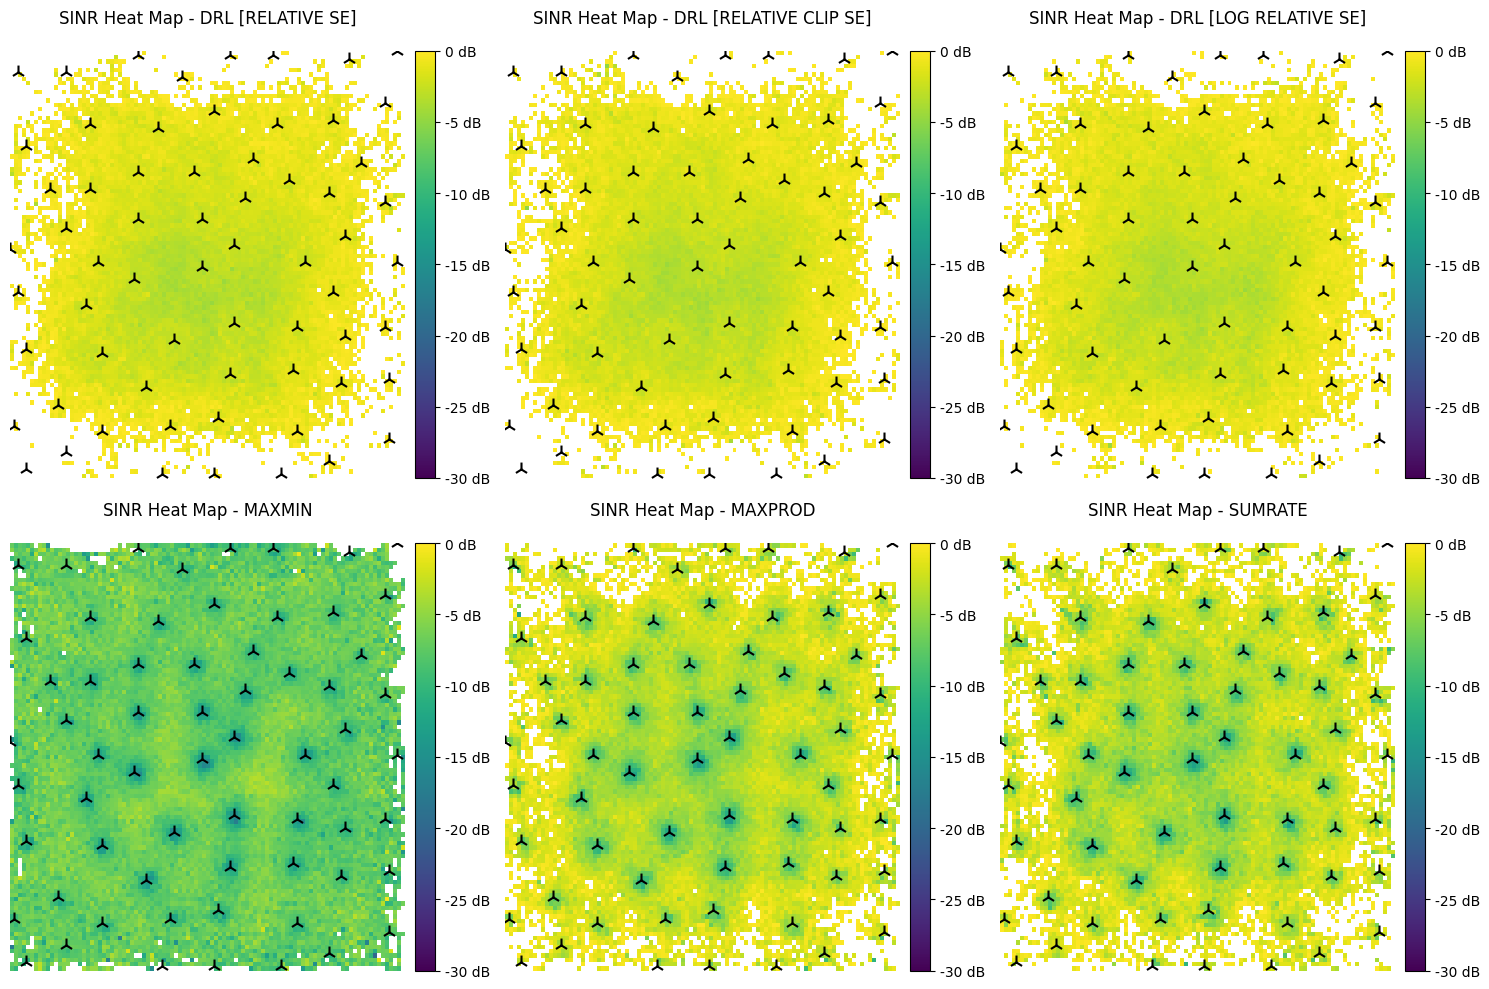 SINR Heat Map - DRL [RELATIVE SE]
SINR Heat Map - DRL [RELATIVE CLIP SE]
SINR Heat Map - DRL [LOG RELATIVE SE]
0 dB
-5 dB
-10 dB
-15 dB
-20 dB
-25 dB
-30 dB
0 dB
-5 dB
-10 dB
-15 dB
-20 dB
-25 dB
-30 dB
0 dB
-5 dB
-10 dB
-15 dB
-20 dB
-25 dB
-30 dB
SINR Heat Map - MAXMIN
SINR Heat Map - MAXPROD
SINR Heat Map - SUMRATE
0 dB
-5 dB
-10 dB
-15 dB
-20 dB
-25 dB
-30 dB
0 dB
-5 dB
-10 dB
-15 dB
-20 dB
-25 dB
-30 dB
0 dB
-5 dB
-10 dB
-15 dB
-20 dB
-25 dB
-30 dB